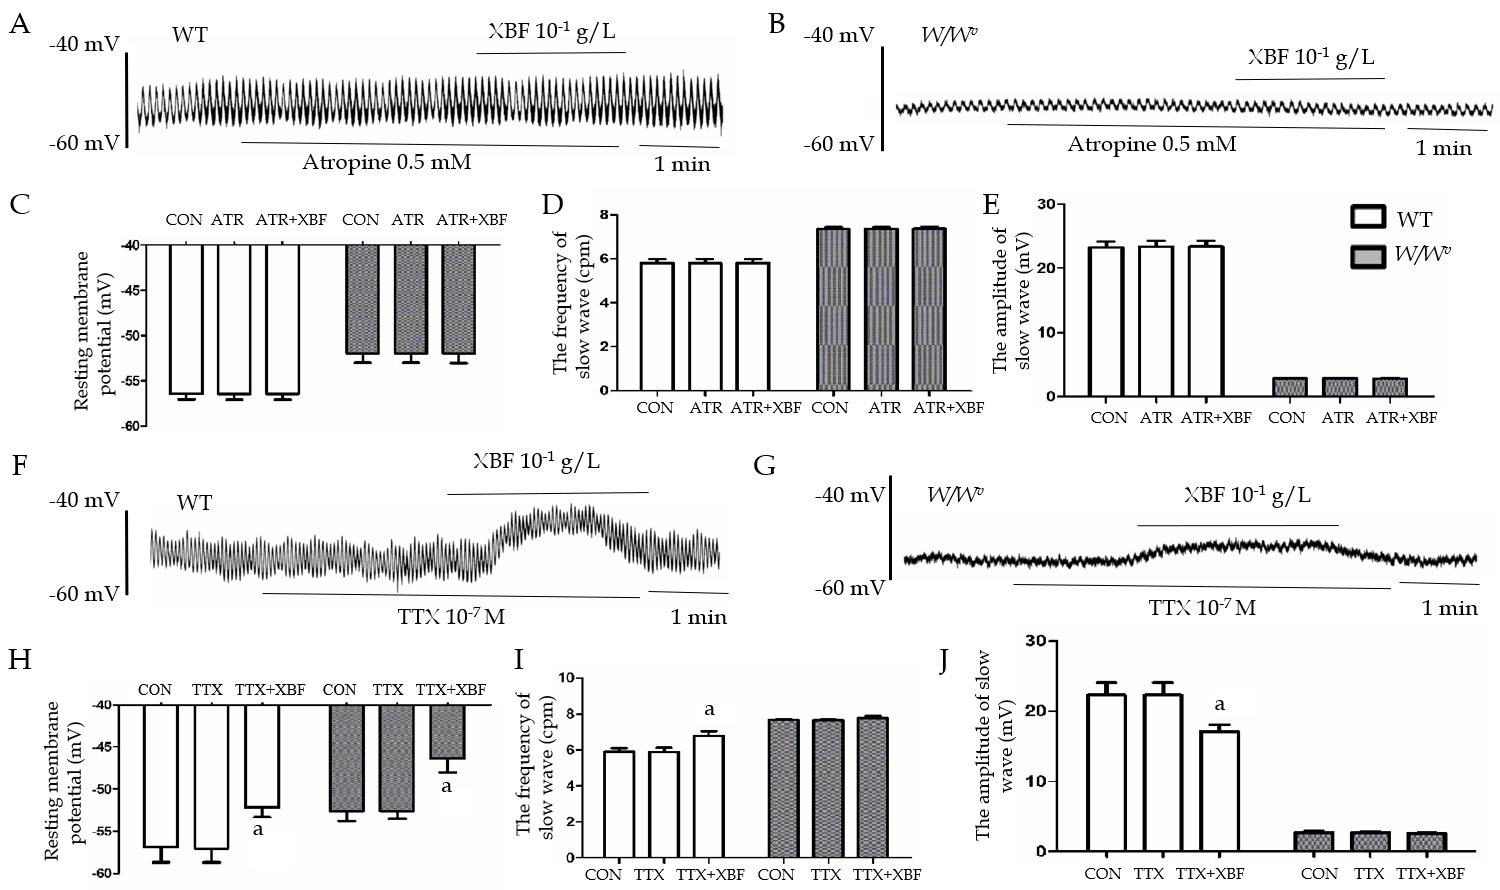 A
WT
XBF 10⁻¹ g/L
-40 mV
-60 mV
Atropine 0.5 mM
1 min
B
W/Wᵛ
XBF 10⁻¹ g/L
-40 mV
-60 mV
Atropine 0.5 mM
1 min
C
CON ATR ATR+XBF CON ATR ATR+XBF
Resting membrane
potential (mV)
-40
-45
-50
-55
-60
D
The frequency of
slow wave (cpm)
8
6
4
2
0
CON ATR ATR+XBF CON ATR ATR+XBF
E
The amplitude of
slow wave (mV)
30
20
10
0
CON ATR ATR+XBF CON ATR ATR+XBF
WT
W/Wᵛ
F
WT
XBF 10⁻¹ g/L
-40 mV
-60 mV
TTX 10⁻⁷ M
1 min
G
W/Wᵛ
XBF 10⁻¹ g/L
-40 mV
-60 mV
TTX 10⁻⁷ M
1 min
H
CON TTX TTX+XBF CON TTX TTX+XBF
Resting membrane
potential (mV)
-40
-45
-50
-55
-60
a
a
I
The frequency of
slow wave (cpm)
10
8
6
4
2
0
a
CON TTX TTX+XBF CON TTX TTX+XBF
J
The amplitude of slow
wave (mV)
30
20
10
0
a
CON TTX TTX+XBF CON TTX TTX+XBF